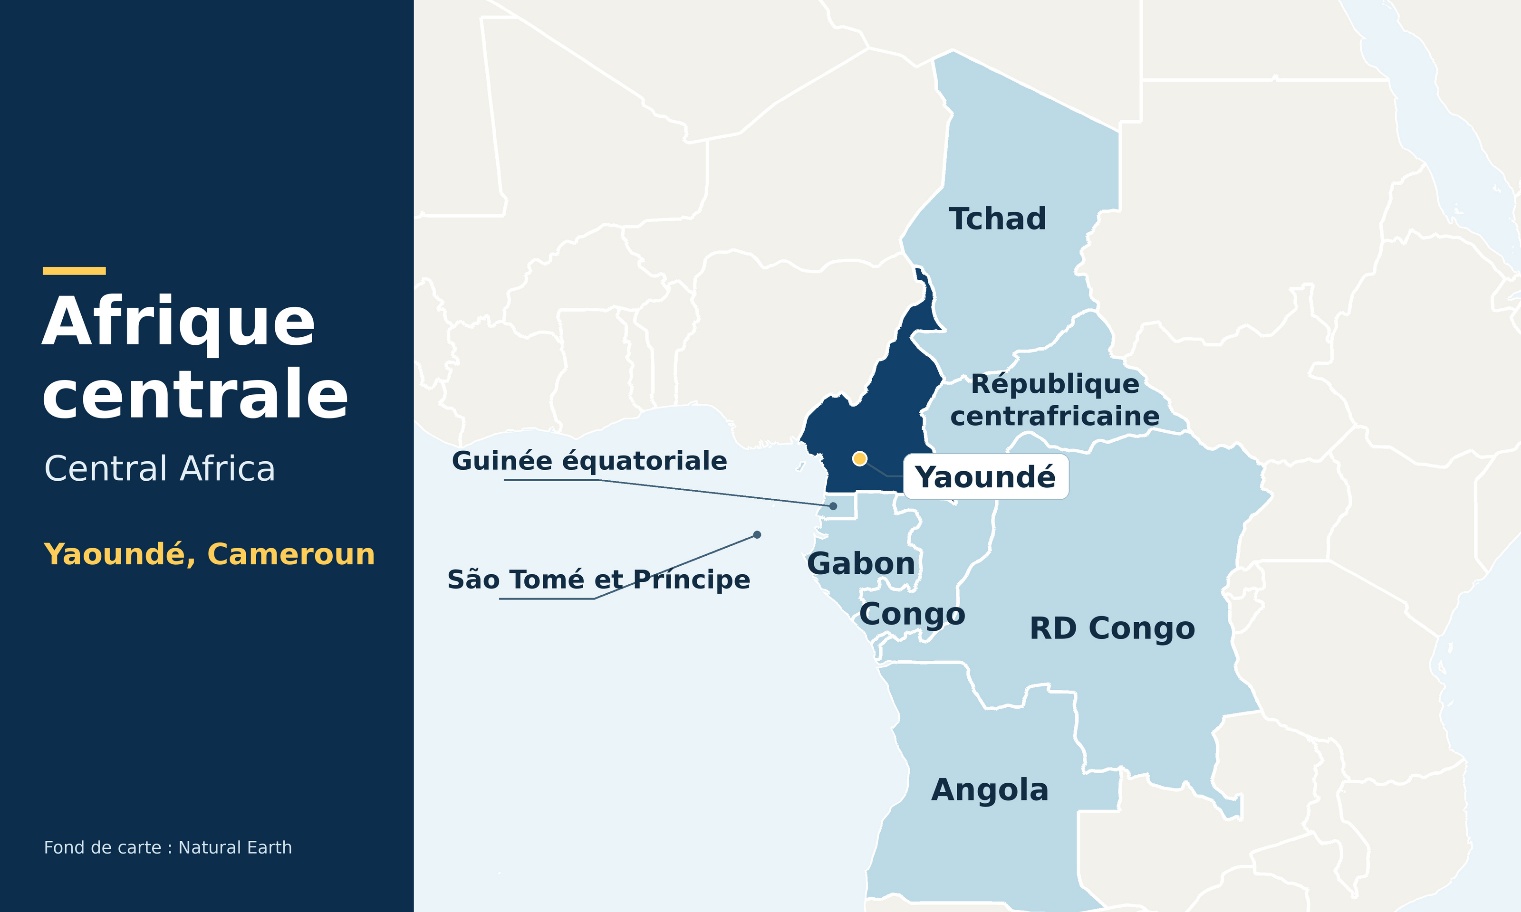 Afrique
centrale
Central Africa
Yaoundé, Cameroun
Fond de carte : Natural Earth
Tchad
République
centrafricaine
Guinée équatoriale
Yaoundé
São Tomé et Príncipe
Gabon
Congo
RD Congo
Angola